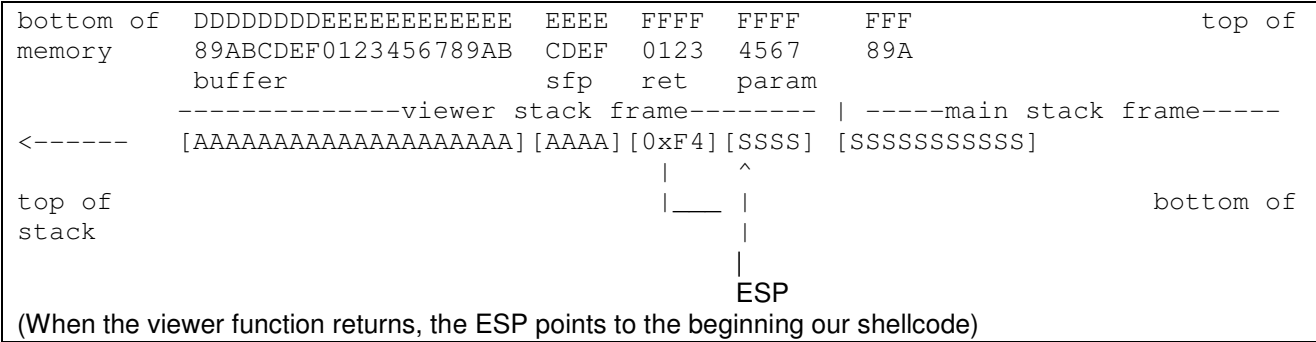 bottom of  DDDDDDDDEEEEEEEEEEEE  EEEE  FFFF  FFFF   FFF                top of
memory     89ABCDEF0123456789AB  CDEF  0123  4567   89A
           buffer                sfp   ret   param
          --------------viewer stack frame-------- | -----main stack frame-----
<------   [AAAAAAAAAAAAAAAAAAAA][AAAA][0xF4][SSSS] [SSSSSSSSSSS]
                                         |    ^
top of                                   |___ |                     bottom of
stack                                         |
                                              |
                                              ESP
(When the viewer function returns, the ESP points to the beginning our shellcode)